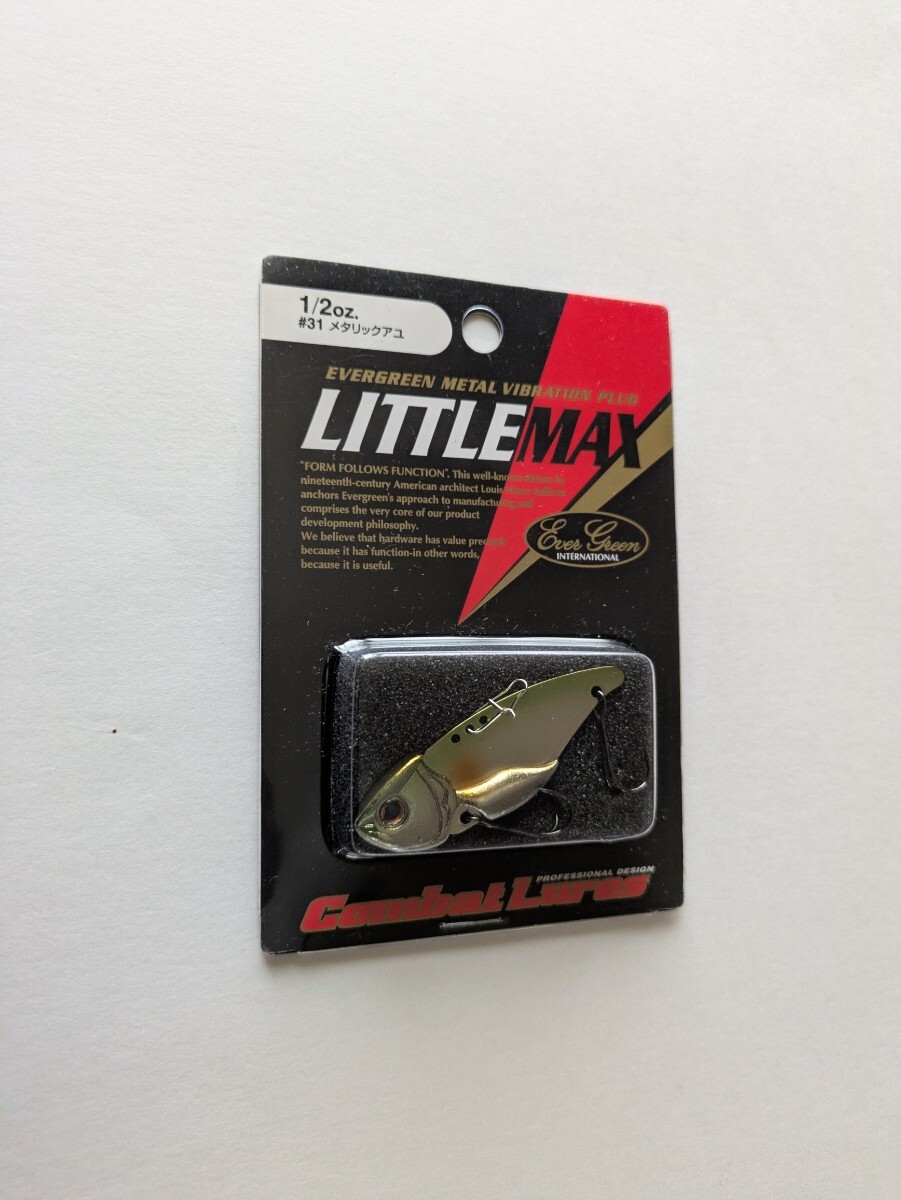 1/2oz.
#31 メタリックアユ
EVERGREEN METAL VIBRATION PLUG
LITTLEMAX
"FORM FOLLOWS FUNCTION". This well-known
nineteenth-century American architect Louis
anchors Evergreen's approach to manufacturing and
comprises the very core of our product
development philosophy.
We believe that hardware has value precisely
because it has function-in other words,
because it is useful.
Ever Green
INTERNATIONAL
PROFESSIONAL DESIGN
Combat Lures